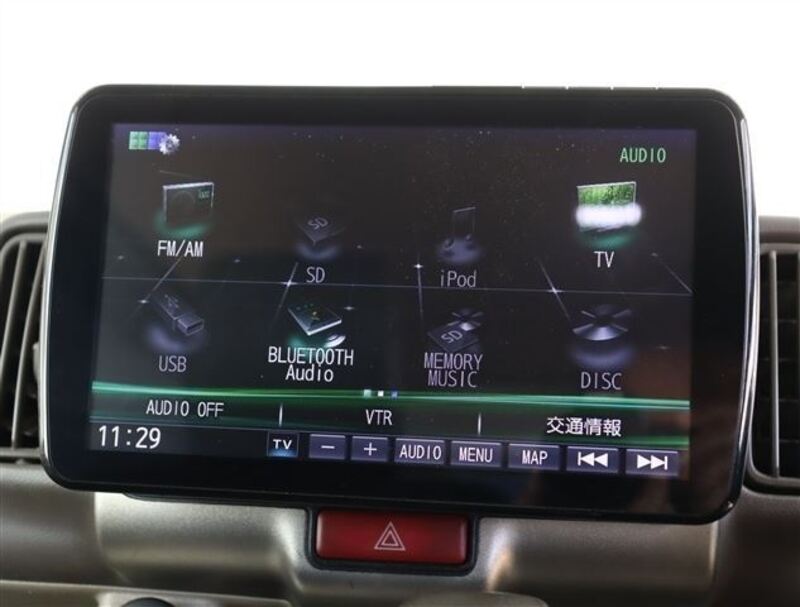 AUDIO
FM/AM
SD
iPod
TV
USB
BLUETOOTH
Audio
MEMORY
MUSIC
DISC
AUDIO OFF
VTR
交通情報
11:29
TV
AUDIO
MENU
MAP